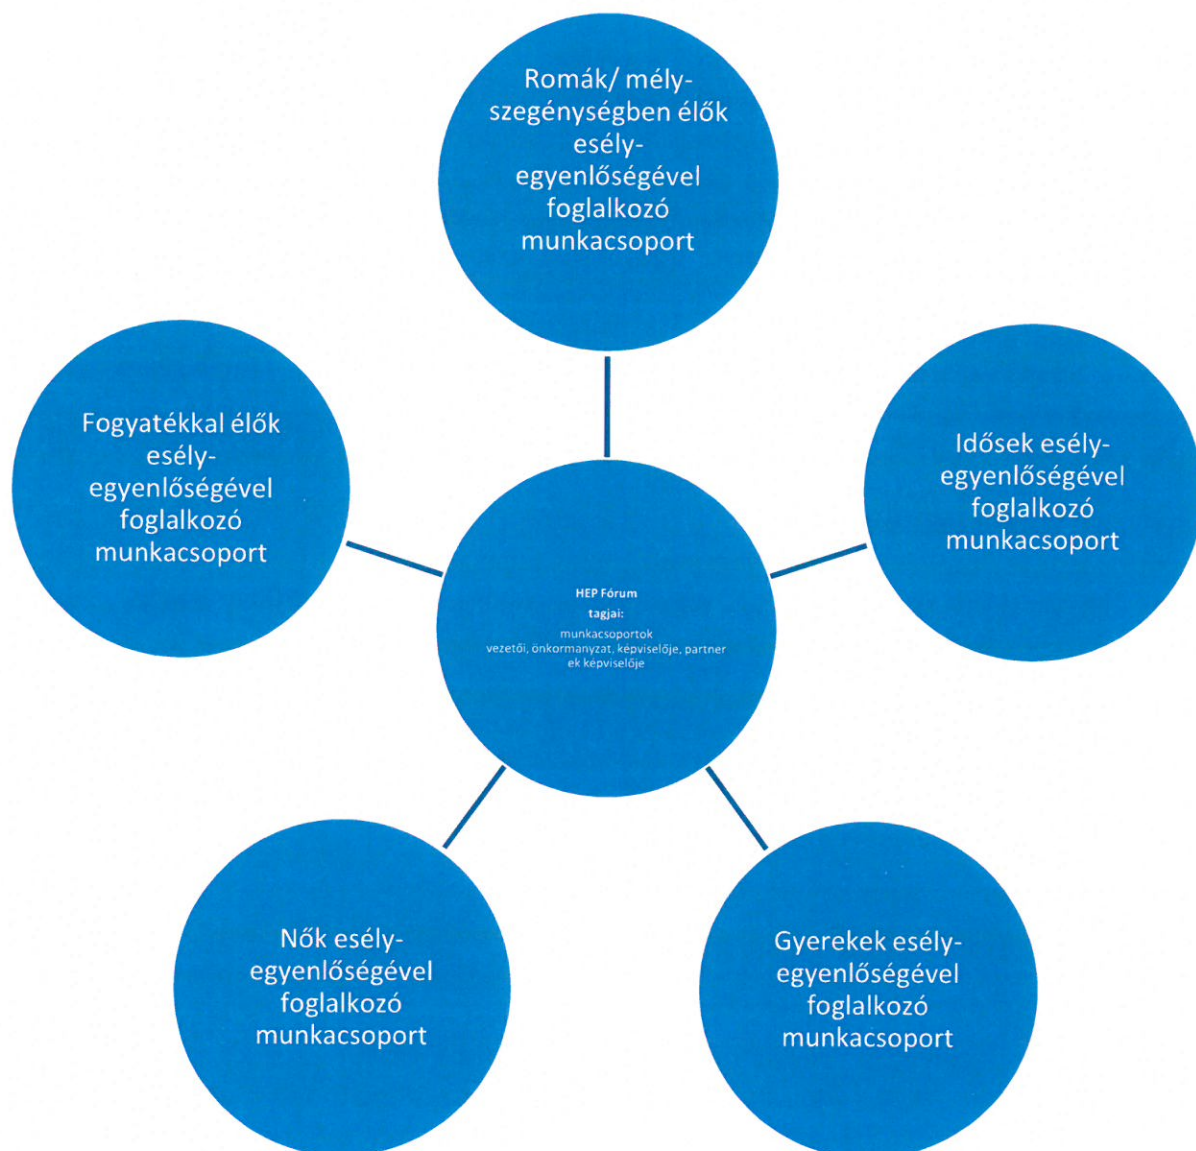 Romák/ mély-
szegénységben élők
esély-
egyenlőségével
foglalkozó
munkacsoport
Fogyatékkal élők
esély-
egyenlőségével
foglalkozó
munkacsoport
Idősek esély-
egyenlőségével
foglalkozó
munkacsoport
HEP Fórum
tagjai:
munkacsoportok
vezetői, önkormanyzat, képviselője, partner
ek képviselője
Nők esély-
egyenlőségével
foglalkozó
munkacsoport
Gyerekek esély-
egyenlőségével
foglalkozó
munkacsoport